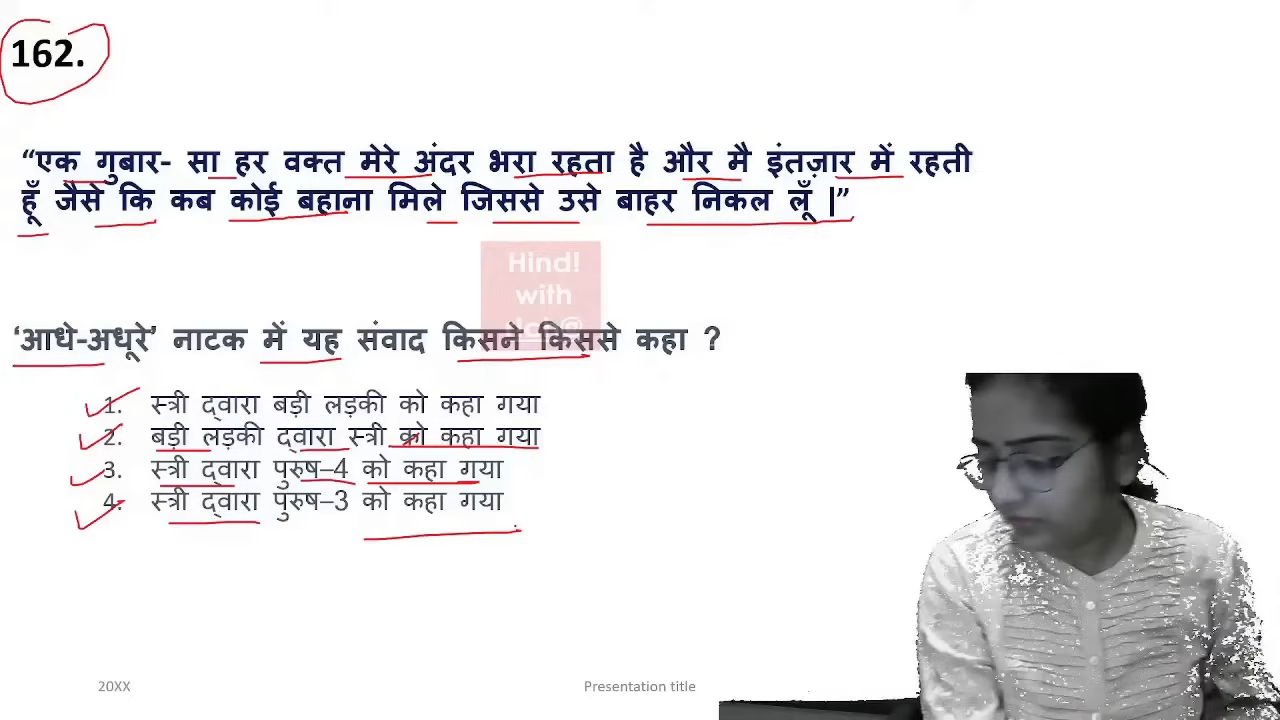 162.
“एक गुबार- सा हर वक्त मेरे अंदर भरा रहता है और मै इंतज़ार में रहती
हूँ जैसे कि कब कोई बहाना मिले जिससे उसे बाहर निकल लूँ |”
Hind!
with
‘आधे-अधूरे’ नाटक में यह संवाद किसने किससे कहा ?
1. स्त्री द्वारा बड़ी लड़की को कहा गया
2. बड़ी लड़की द्वारा स्त्री को कहा गया
3. स्त्री द्वारा पुरुष–4 को कहा गया
4. स्त्री द्वारा पुरुष–3 को कहा गया
20XX
Presentation title